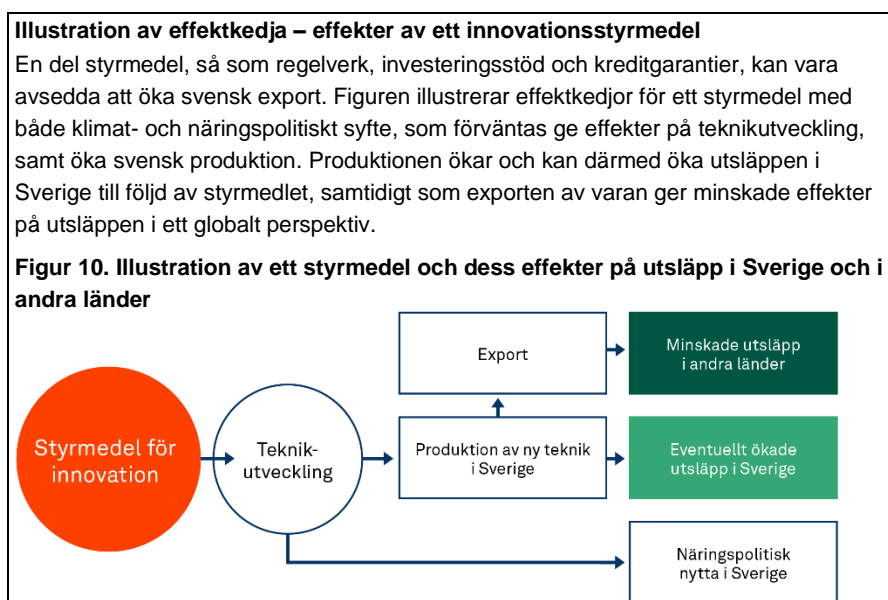 Illustration av effektkedja – effekter av ett innovationsstyrmedel
En del styrmedel, så som regelverk, investeringsstöd och kreditgarantier, kan vara
avsedda att öka svensk export. Figuren illustrerar effektkedjor för ett styrmedel med
både klimat- och näringspolitiskt syfte, som förväntas ge effekter på teknikutveckling,
samt öka svensk produktion. Produktionen ökar och kan därmed öka utsläppen i
Sverige till följd av styrmedlet, samtidigt som exporten av varan ger minskade effekter
på utsläppen i ett globalt perspektiv.
Figur 10. Illustration av ett styrmedel och dess effekter på utsläpp i Sverige och i
andra länder
Export
Minskade utsläpp
i andra länder
Styrmedel för
innovation
Teknik-
utveckling
Produktion av ny teknik
i Sverige
Eventuellt ökade
utsläpp i Sverige
Näringspolitisk
nytta i Sverige